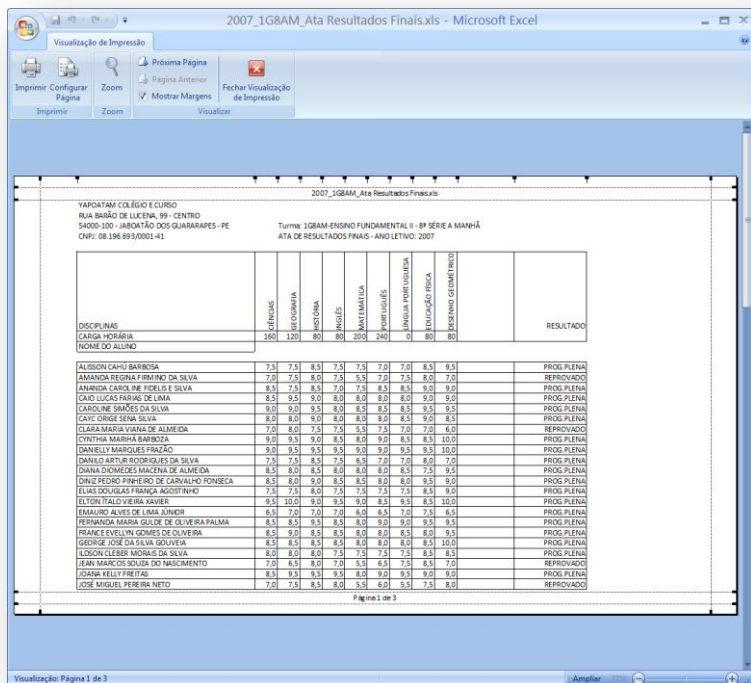 2007_1G8AM_Ata Resultados Finais.xls - Microsoft Excel
Visualização de Impressão
Imprimir Configurar Página Zoom Próxima Página
Página Anterior
Mostrar Margens
Fechar Visualização de Impressão
Imprimir Zoom Visualizar
2007_1G8AM_Ata Resultados Finais.xls
YAPOATAM COLÉGIO E CURSO
RUA BARÃO DE LUCENA, 99 - CENTRO
54000-100 - JABOATÃO DOS GUARARAPES - PE Turma: 1G8AM-ENSINO FUNDAMENTAL II - 8ª SÉRIE A MANHÃ
CNPJ: 08.196.693/0001-41 ATA DE RESULTADOS FINAIS - ANO LETIVO: 2007
DISCIPLINAS CIÊNCIAS GEOGRAFIA HISTÓRIA INGLÊS MATEMÁTICA PORTUGUÊS LÍNGUA PORTUGUESA EDUCAÇÃO FÍSICA DESENHO GEOMÉTRICO RESULTADO
CARGA HORÁRIA 160 120 80 80 200 240 0 80 80
NOME DO ALUNO
ALISSON CAHÚ BARBOSA 7,5 7,5 8,5 7,5 7,5 7,0 7,0 8,5 9,5 PROG.PLENA
AMANDA REGINA FIRMINO DA SILVA 7,0 7,5 8,0 7,5 5,5 7,0 7,5 8,0 7,0 REPROVADO
ANANDA CAROLINE FIDELIS E SILVA 8,5 7,5 8,5 7,0 7,5 8,5 8,5 9,0 9,0 PROG.PLENA
CAIO LUCAS FARIAS DE LIMA 8,5 9,5 9,0 8,0 8,0 8,0 8,0 9,0 9,0 PROG.PLENA
CAROLINE SIMÕES DA SILVA 9,0 9,0 9,5 8,0 8,5 8,5 8,5 9,5 9,5 PROG.PLENA
CAYC ORIGE SENA SILVA 8,0 8,0 9,0 8,0 8,0 8,0 8,5 9,0 8,5 PROG.PLENA
CLARA MARIA VIANA DE ALMEIDA 7,0 8,0 7,5 7,5 5,5 7,5 7,0 7,0 6,0 REPROVADO
CYNTHIA MARIHÁ BARBOZA 9,0 9,5 9,0 8,5 8,0 9,0 8,5 8,5 10,0 PROG.PLENA
DANIELLY MARQUES FRAZÃO 9,0 9,5 9,5 9,5 9,5 9,0 9,5 9,5 10,0 PROG.PLENA
DANILO ARTUR RODRIGUES DA SILVA 7,5 7,5 8,5 7,5 6,5 7,0 7,0 8,0 7,0 PROG.PLENA
DIANA DIOMEDES MACENA DE ALMEIDA 8,5 8,0 8,5 8,0 8,0 8,0 8,5 7,5 9,5 PROG.PLENA
DINIZ PEDRO PINHEIRO DE CARVALHO FONSECA 8,5 8,0 9,0 8,5 8,5 8,0 8,0 9,5 9,0 PROG.PLENA
ELIAS DOUGLAS FRANÇA AGOSTINHO 7,5 7,5 8,0 7,5 7,5 7,5 7,5 8,5 9,0 PROG.PLENA
ELTON ÍTALO VIEIRA XAVIER 9,5 10,0 9,0 9,5 9,0 8,5 9,5 8,5 10,0 PROG.PLENA
EMAURO ALVES DE LIMA JÚNIOR 6,5 7,0 7,0 7,0 6,0 6,5 7,0 7,5 6,5 PROG.PLENA
FERNANDA MARIA GUILDE DE OLIVEIRA PALMA 8,5 8,5 9,5 8,5 8,0 9,0 9,0 9,5 9,5 PROG.PLENA
FRANCE EVELLYN GOMES DE OLIVEIRA 8,5 9,0 8,5 8,5 8,0 8,0 8,5 8,0 9,5 PROG.PLENA
GEORGE JOSÉ DA SILVA GOUVEIA 8,5 8,5 8,5 8,0 8,0 8,0 8,0 8,5 10,0 PROG.PLENA
ILDSON CLEBER MORAIS DA SILVA 8,0 8,0 8,0 7,5 7,5 7,5 7,5 8,5 8,5 PROG.PLENA
JEAN MARCOS SOUZA DO NASCIMENTO 7,0 6,5 8,0 7,0 5,5 6,5 7,5 8,5 7,0 REPROVADO
JOANA KELLY FREITAS 8,5 9,5 9,5 9,5 8,0 9,0 9,5 9,0 9,0 PROG.PLENA
JOSÉ MIGUEL PEREIRA NETO 7,0 7,5 8,5 8,0 5,5 6,0 5,5 7,5 8,0 PROG.PLENA
Página 1 de 3
Visualização: Página 1 de 3 Ampliar